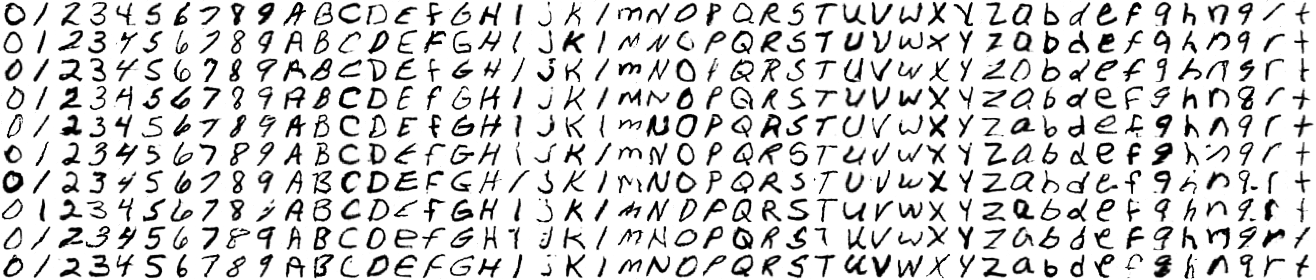 0 1 2 3 4 5 6 7 8 9 A B C D E f G H I j K l m N O P Q R S T U V W X Y Z a b d e f g h n q r t
0 1 2 3 4 5 6 7 8 9 A B C D E F G H I J K l m N O P Q R S T U V W X Y Z a b d e f g h n q r t
0 1 2 3 4 5 6 7 8 9 A B C D E f G H I J K l m N O P Q R S T U V W X Y Z a b d e f g h n g r t
0 1 2 3 4 5 6 7 8 9 A B C D E f G H I J K l m N O P Q R S T U V W X Y Z a b d e F g h n g r t
0 1 2 3 4 5 6 7 8 9 A B C D E f G H I J K l m N O P Q R S T U V W X Y Z a b d e f g h n q r t
0 1 2 3 4 5 6 7 8 9 A B C D E F G H I J K l m N O P Q R S T U V W X Y Z a b d e f g h n g r t
0 1 2 3 4 5 6 7 8 9 A B C D E F G H I j K l m N O P Q R S T U V W X Y Z a b d e f g h n q r t
0 1 2 3 4 5 6 7 8 9 A B C D E f G H I j K l m N D P Q R S T U V W X Y Z a b d e f g h n q r t
0 1 2 3 4 5 6 7 8 9 A B C D e f G H I j K l m N O P Q R S T U V W X Y Z a b d e f g h n g r t
0 1 2 3 4 5 6 7 8 9 A B C D E F G H I J K l m N O P Q R S T U V W X Y Z a b d e f g h n q r t